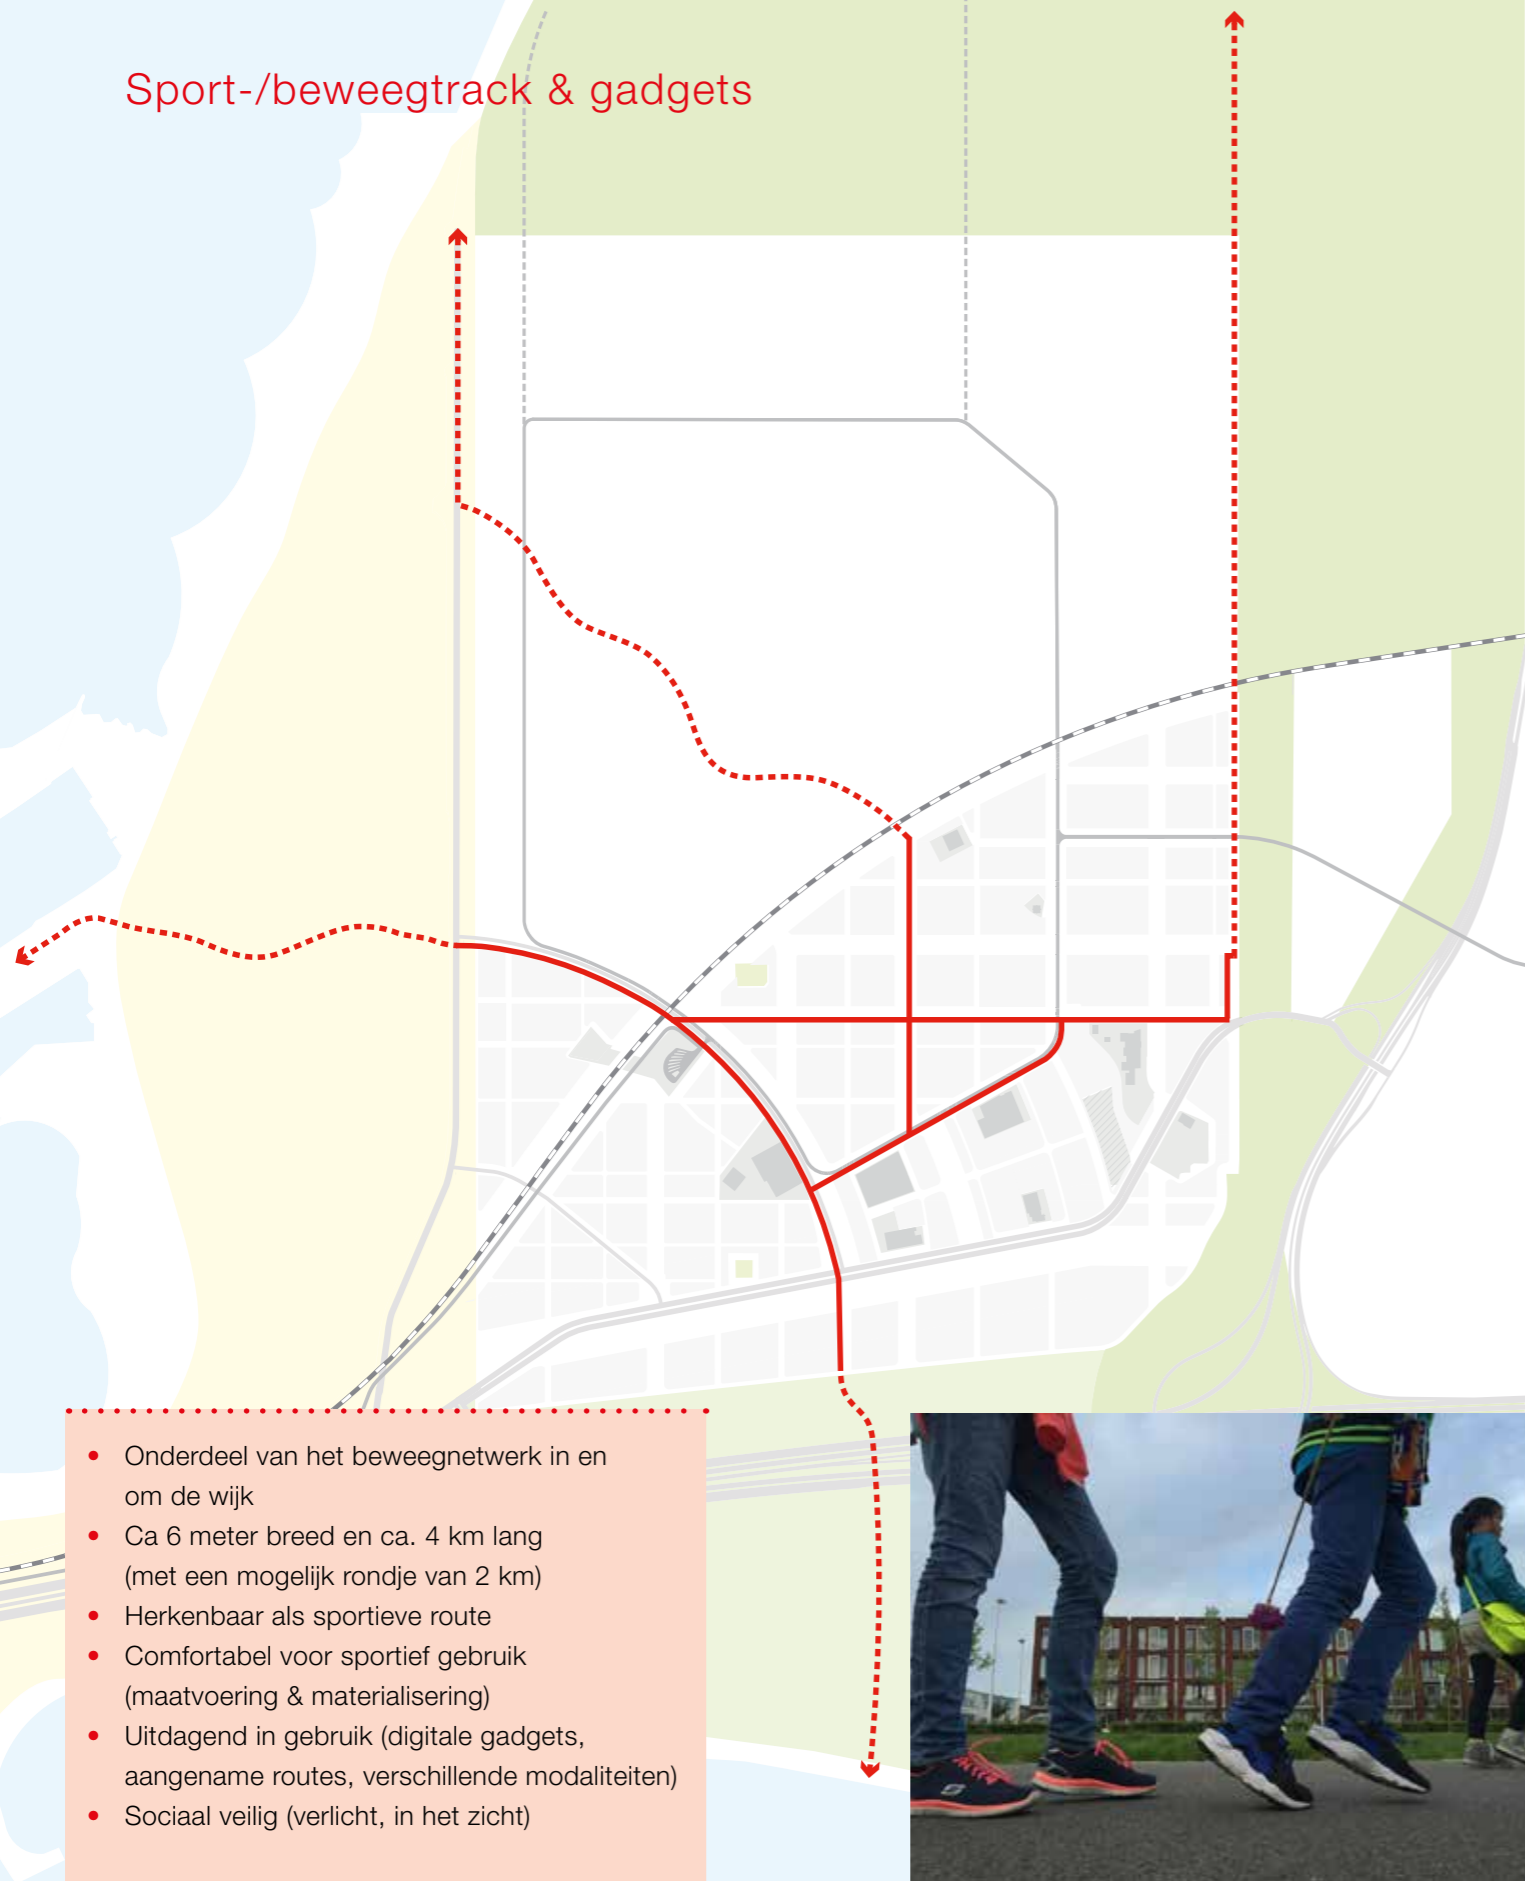 Sport-/beweegtrack & gadgets
• Onderdeel van het beweegnetwerk in en
om de wijk
• Ca 6 meter breed en ca. 4 km lang
(met een mogelijk rondje van 2 km)
• Herkenbaar als sportieve route
• Comfortabel voor sportief gebruik
(maatvoering & materialisering)
• Uitdagend in gebruik (digitale gadgets,
aangename routes, verschillende modaliteiten)
• Sociaal veilig (verlicht, in het zicht)